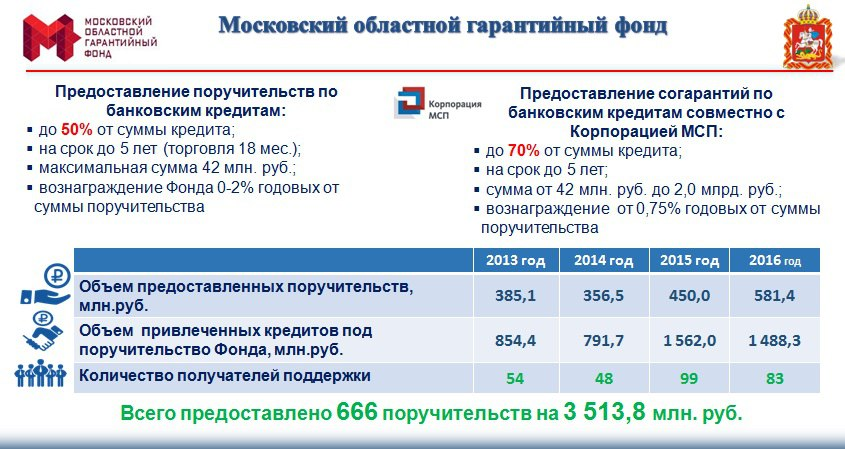 МОСКОВСКИЙ
ОБЛАСТНОЙ
ГАРАНТИЙНЫЙ
ФОНД
Московский областной гарантийный фонд
Предоставление поручительств по
банковским кредитам:
▪ до 50% от суммы кредита;
▪ на срок до 5 лет (торговля 18 мес.);
▪ максимальная сумма 42 млн. руб.;
▪ вознаграждение Фонда 0-2% годовых от
суммы поручительства
Корпорация
МСП
Предоставление согарантий по
банковским кредитам совместно с
Корпорацией МСП:
▪ до 70% от суммы кредита;
▪ на срок до 5 лет;
▪ сумма от 42 млн. руб. до 2,0 млрд. руб.;
▪ вознаграждение от 0,75% годовых от суммы
поручительства
2013 год 2014 год 2015 год 2016 год
Объем предоставленных поручительств,
млн.руб.
385,1 356,5 450,0 581,4
Объем привлеченных кредитов под
поручительство Фонда, млн.руб.
854,4 791,7 1 562,0 1 488,3
Количество получателей поддержки 54 48 99 83
Всего предоставлено 666 поручительств на 3 513,8 млн. руб.